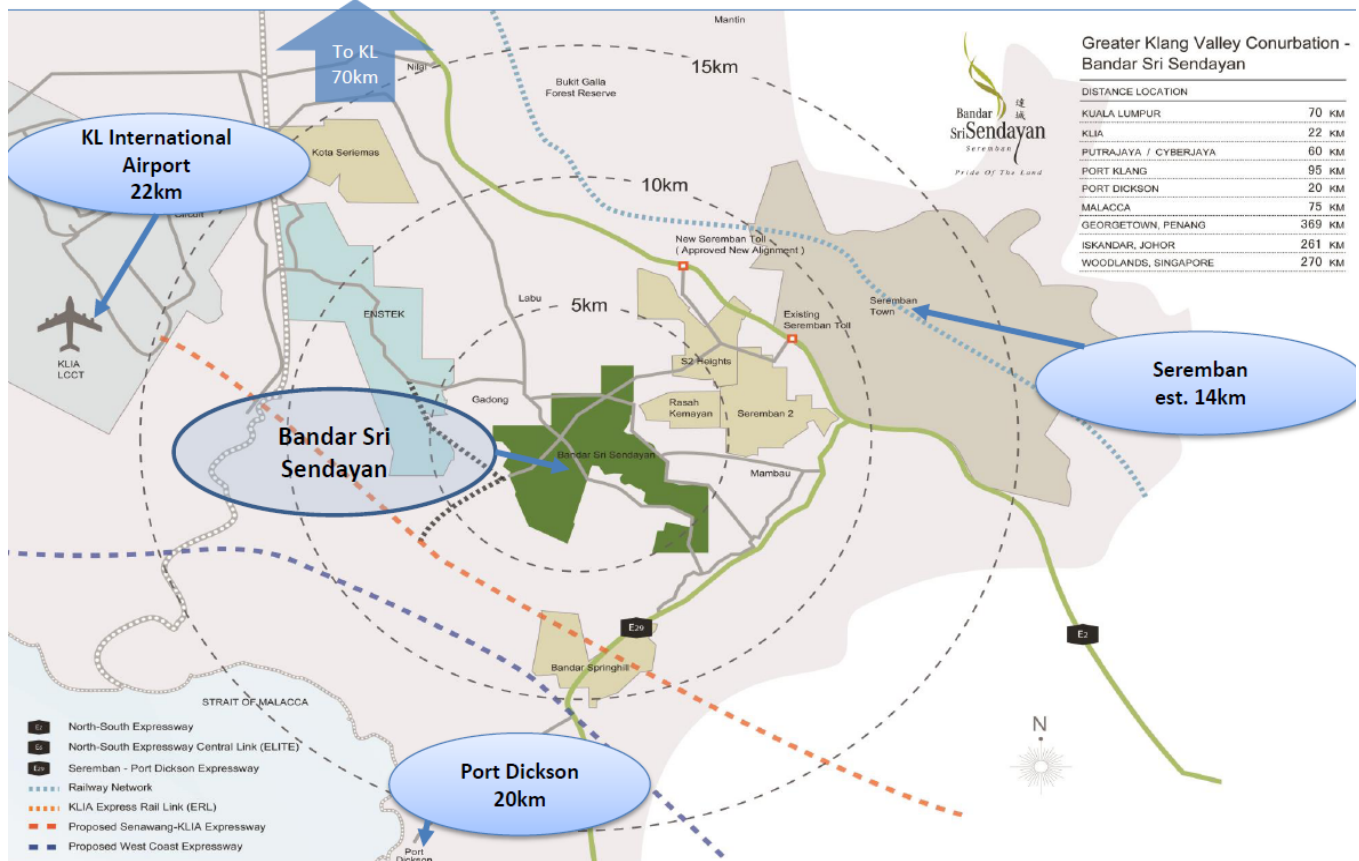 To KL
70km
Mantin
15km
Nilai
Bukit Galla
Forest Reserve
KL International
Airport
22km
Kota Seriemas
Circuit
10km
New Seremban Toll
( Approved New Alignment )
Labu
5km
ENSTEK
Existing
Seremban Toll
Seremban
Town
KLIA
LCCT
S2 Heights
Gadong
Rasah
Kemayan
Seremban 2
Seremban
est. 14km
Bandar Sri
Sendayan
Bandar Sri Sendayan
Mambau
E29
E2
Bandar Springhill
STRAIT OF MALACCA
Port Dickson
20km
Port
Dickson
N
Bandar 達城
Sri Sendayan
Seremban
Pride Of The Land
Greater Klang Valley Conurbation -
Bandar Sri Sendayan
DISTANCE LOCATION
KUALA LUMPUR 70 KM
KLIA 22 KM
PUTRAJAYA / CYBERJAYA 60 KM
PORT KLANG 95 KM
PORT DICKSON 20 KM
MALACCA 75 KM
GEORGETOWN, PENANG 369 KM
ISKANDAR, JOHOR 261 KM
WOODLANDS, SINGAPORE 270 KM
North-South Expressway
North-South Expressway Central Link (ELITE)
Seremban - Port Dickson Expressway
Railway Network
KLIA Express Rail Link (ERL)
Proposed Senawang-KLIA Expressway
Proposed West Coast Expressway